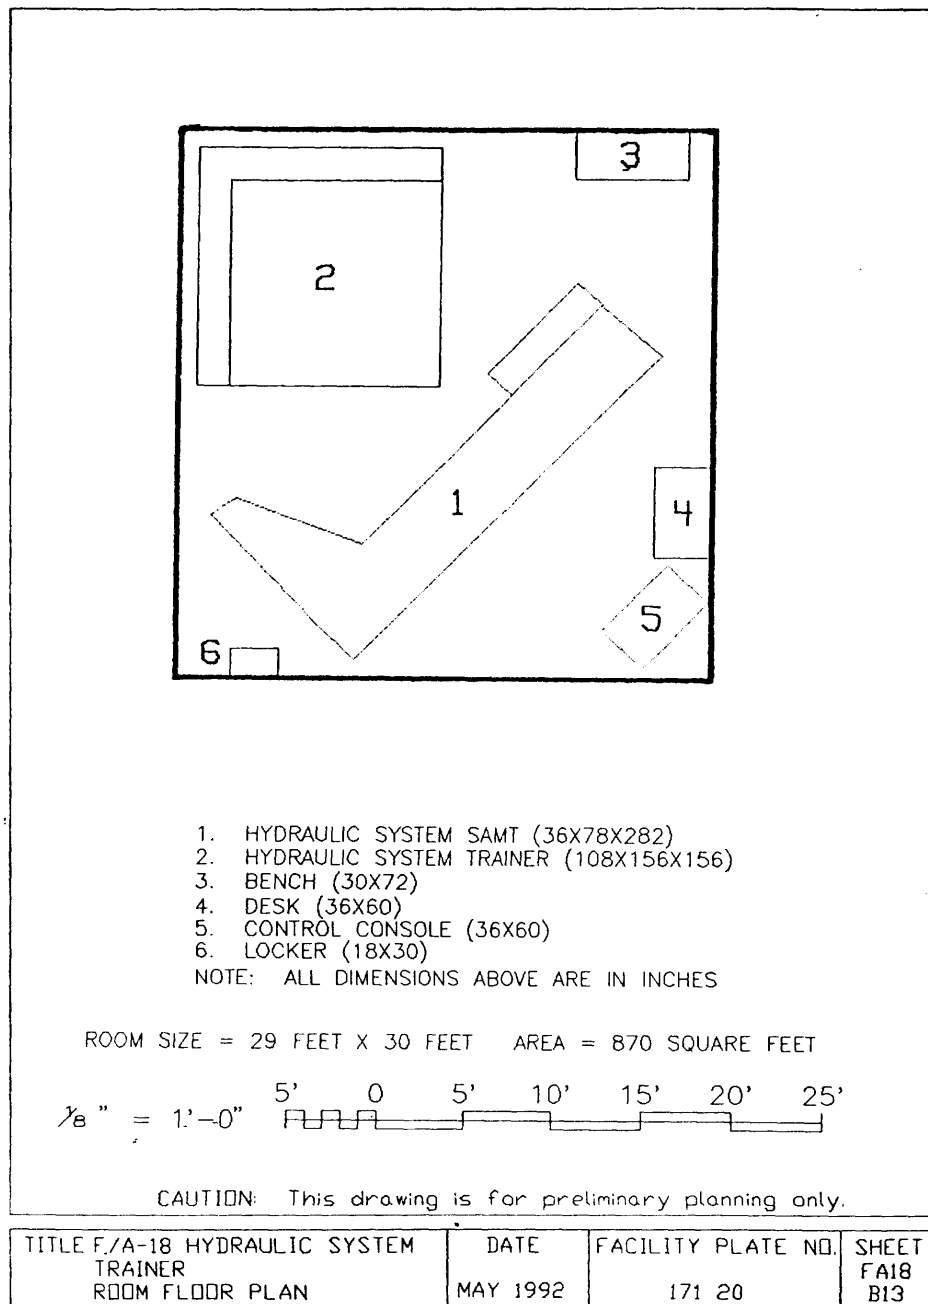 3
2
1
4
5
6
1. HYDRAULIC SYSTEM SAMT (36X78X282)
2. HYDRAULIC SYSTEM TRAINER (108X156X156)
3. BENCH (30X72)
4. DESK (36X60)
5. CONTROL CONSOLE (36X60)
6. LOCKER (18X30)
NOTE: ALL DIMENSIONS ABOVE ARE IN INCHES
ROOM SIZE = 29 FEET X 30 FEET AREA = 870 SQUARE FEET
5' 0 5' 10' 15' 20' 25'
1/8 " = 1'-0"
CAUTION: This drawing is for preliminary planning only.
TITLE F/A-18 HYDRAULIC SYSTEM
TRAINER
ROOM FLOOR PLAN
DATE
MAY 1992
FACILITY PLATE NO.
171 20
SHEET
FA18
B13